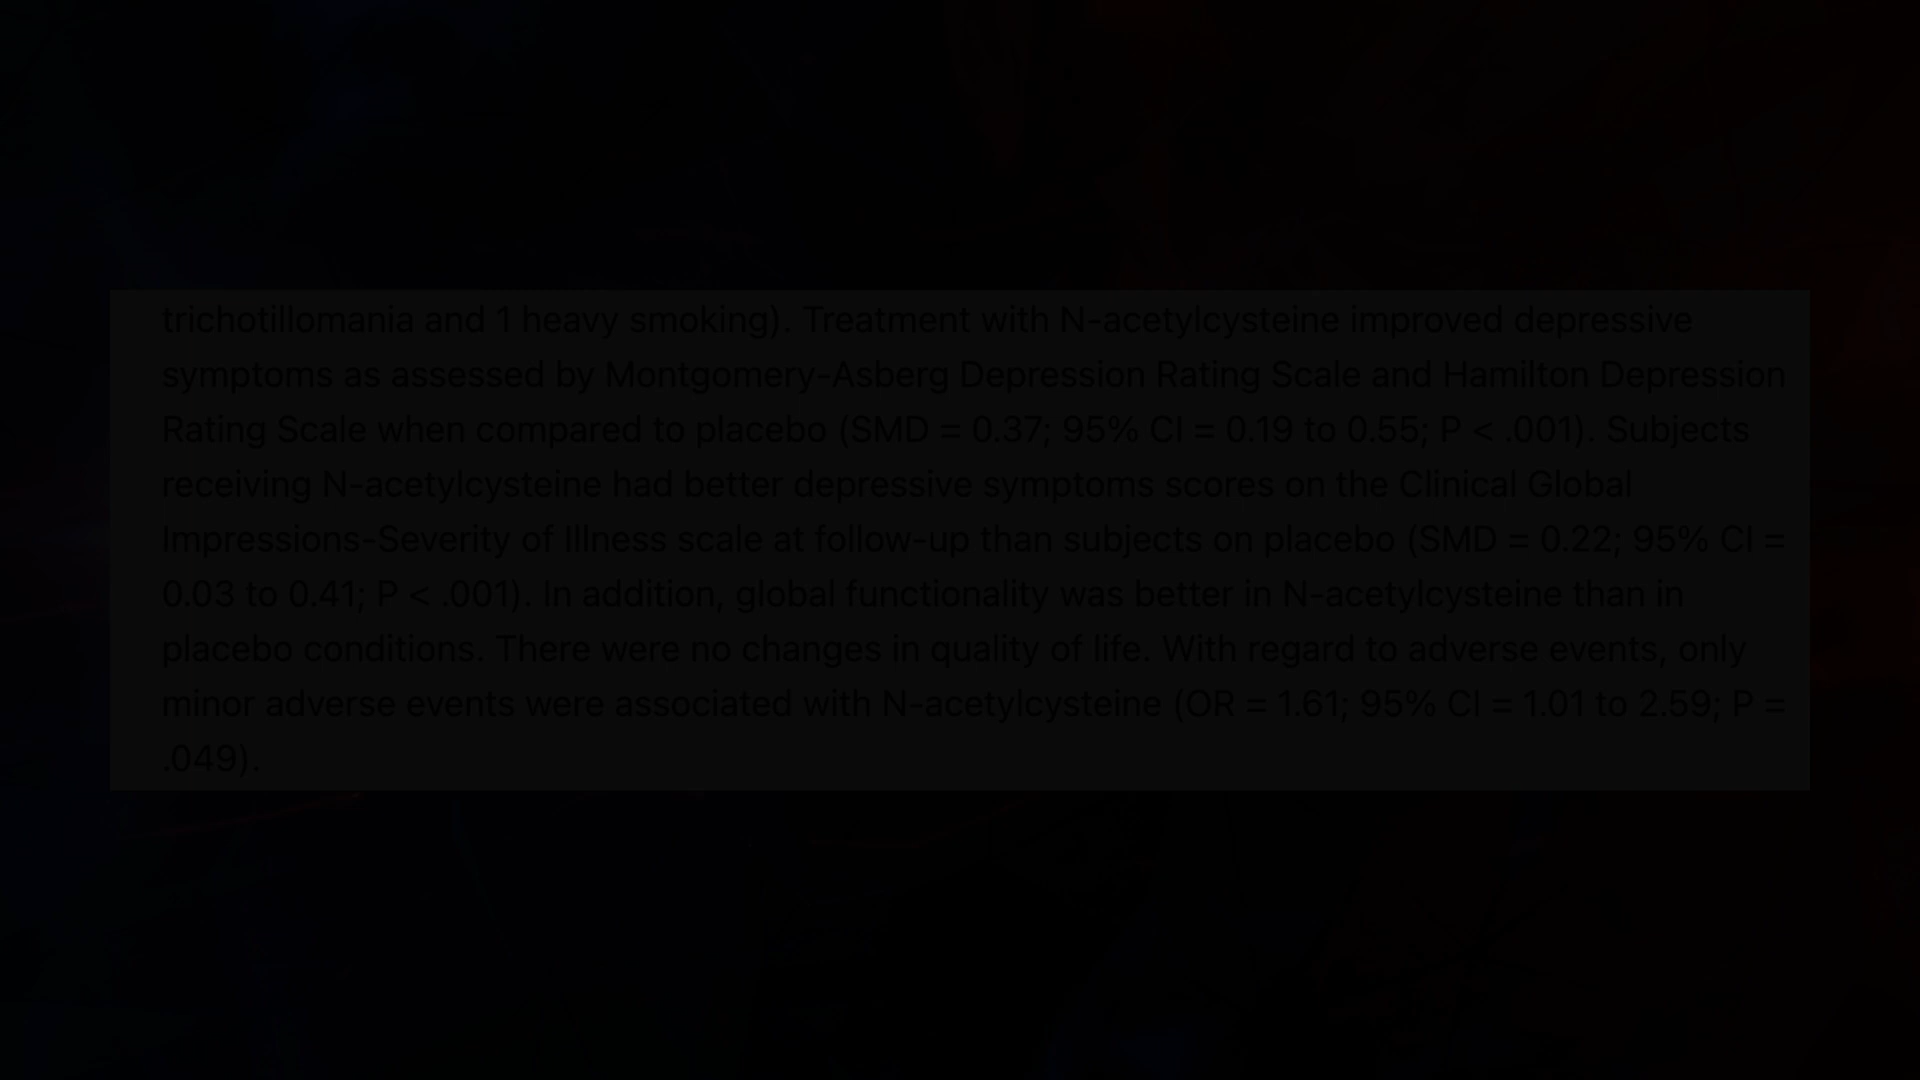 trichotillomania and 1 heavy smoking). Treatment with N-acetylcysteine improved depressive
symptoms as assessed by Montgomery-Asberg Depression Rating Scale and Hamilton Depression
Rating Scale when compared to placebo (SMD = 0.37; 95% CI = 0.19 to 0.55; P < .001). Subjects
receiving N-acetylcysteine had better depressive symptoms scores on the Clinical Global
Impressions-Severity of Illness scale at follow-up than subjects on placebo (SMD = 0.22; 95% CI =
0.03 to 0.41; P < .001). In addition, global functionality was better in N-acetylcysteine than in
placebo conditions. There were no changes in quality of life. With regard to adverse events, only
minor adverse events were associated with N-acetylcysteine (OR = 1.61; 95% CI = 1.01 to 2.59; P =
.049).